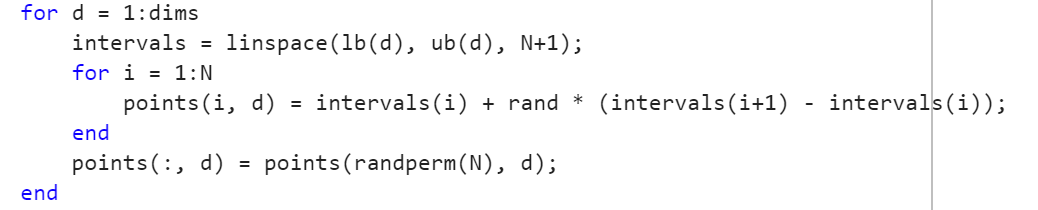 for d = 1:dims
    intervals = linspace(lb(d), ub(d), N+1);
    for i = 1:N
        points(i, d) = intervals(i) + rand * (intervals(i+1) - intervals(i));
    end
    points(:, d) = points(randperm(N), d);
end